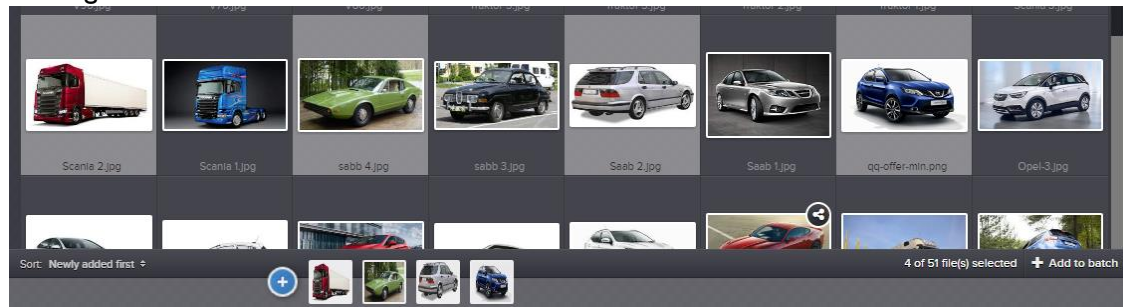 Scania 2.jpg
Scania 1.jpg
sabb 4.jpg
sabb 3.jpg
Saab 2.jpg
Saab 1.jpg
qq-offer-min.png
Opel-3.jpg
Sort: Newly added first
4 of 51 file(s) selected
+ Add to batch